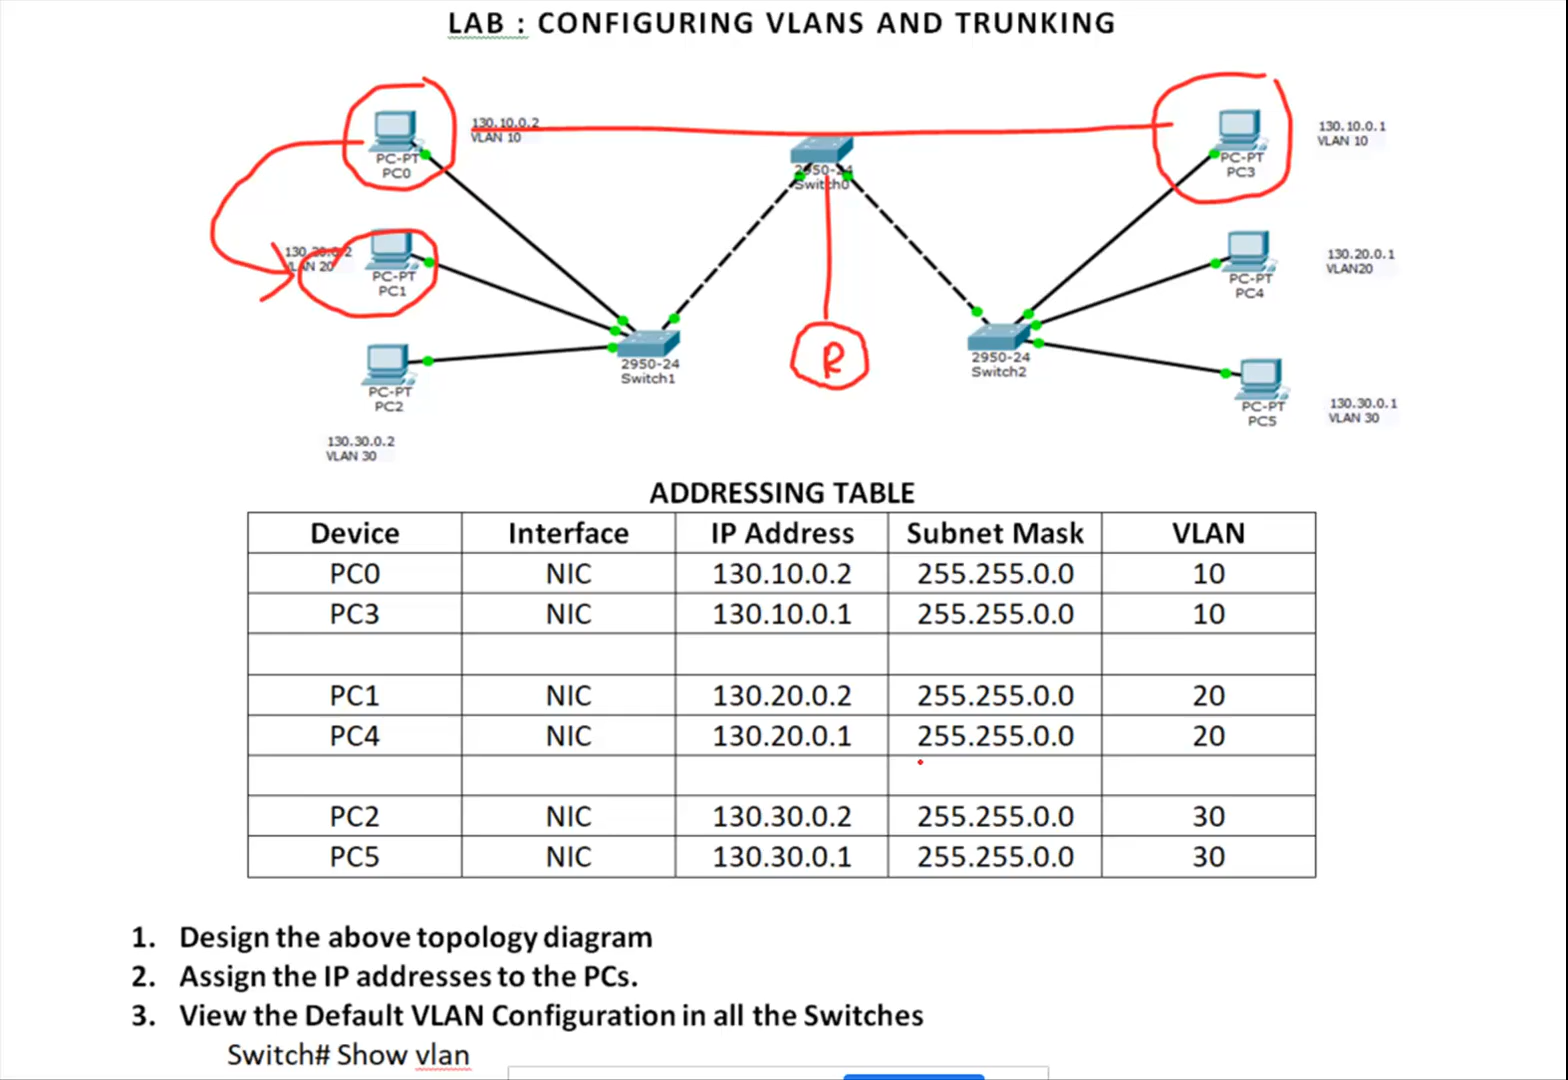 LAB : CONFIGURING VLANS AND TRUNKING
130.10.0.2
VLAN 10
PC-PT
PC0
2950-24
Switch0
130.10.0.1
VLAN 10
PC-PT
PC3
130.20.0.2
VLAN 20
PC-PT
PC1
130.20.0.1
VLAN20
PC-PT
PC4
R
2950-24
Switch1
2950-24
Switch2
PC-PT
PC2
130.30.0.2
VLAN 30
PC-PT
PC5
130.30.0.1
VLAN 30
ADDRESSING TABLE
Device Interface IP Address Subnet Mask VLAN
PC0 NIC 130.10.0.2 255.255.0.0 10
PC3 NIC 130.10.0.1 255.255.0.0 10
PC1 NIC 130.20.0.2 255.255.0.0 20
PC4 NIC 130.20.0.1 255.255.0.0 20
PC2 NIC 130.30.0.2 255.255.0.0 30
PC5 NIC 130.30.0.1 255.255.0.0 30
1. Design the above topology diagram
2. Assign the IP addresses to the PCs.
3. View the Default VLAN Configuration in all the Switches
Switch# Show vlan